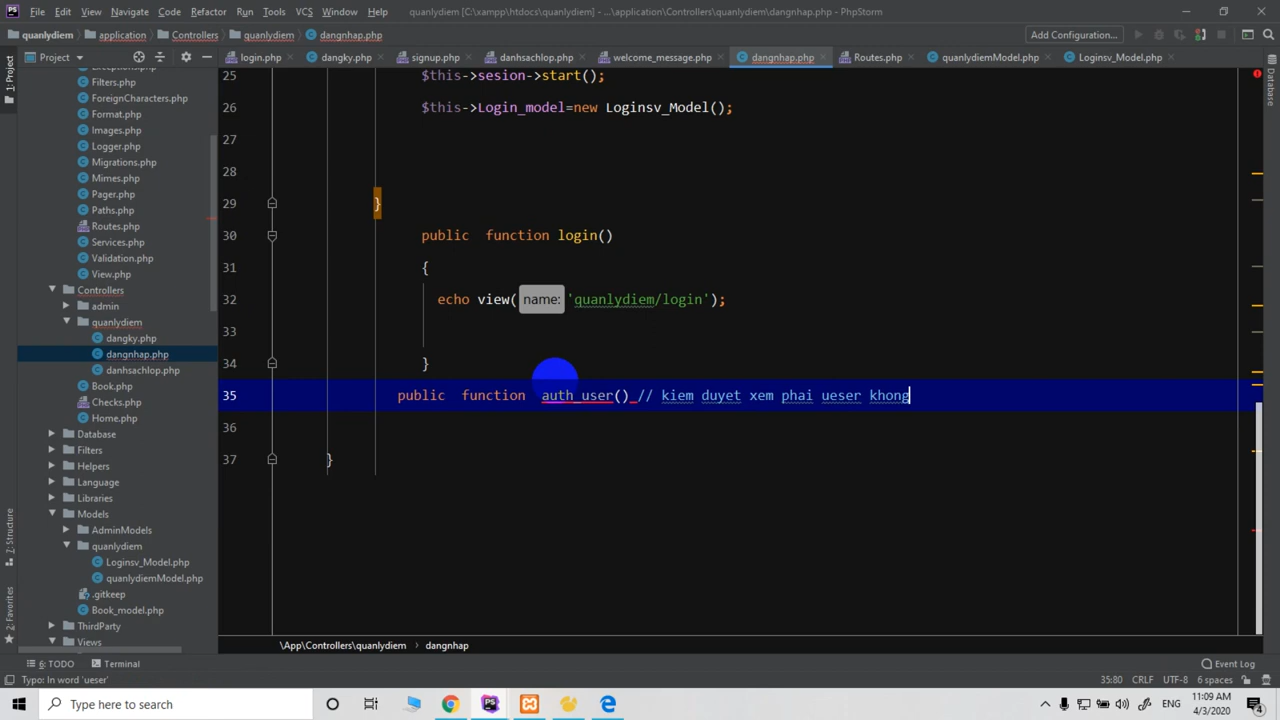 File Edit View Navigate Code Refactor Run Tools VCS Window Help quanlydiem [C:\xampp\htdocs\quanlydiem] - ...\application\Controllers\quanlydiem\dangnhap.php - PhpStorm
quanlydiem application Controllers quanlydiem dangnhap.php Add Configuration...
Project login.php dangky.php signup.php danhsachlop.php welcome_message.php dangnhap.php Routes.php quanlydiemModel.php Loginsv_Model.php
1: Project
Database
Filters.php
ForeignCharacters.php
Format.php
Images.php
Logger.php
Migrations.php
Mimes.php
Pager.php
Paths.php
Routes.php
Services.php
Validation.php
View.php
Controllers
admin
quanlydiem
dangky.php
dangnhap.php
danhsachlop.php
Book.php
Checks.php
Home.php
Database
Filters
Helpers
Language
Libraries
Models
AdminModels
quanlydiem
Loginsv_Model.php
quanlydiemModel.php
.gitkeep
Book_model.php
ThirdParty
Views
7: Structure
2: Favorites
25 $this->sesion->start();
26 $this->Login_model=new Loginsv_Model();
27
28
29 }
30 public function login()
31 {
32 echo view( name: 'quanlydiem/login');
33
34 }
35 public function auth_user() // kiem duyet xem phai ueser khong
36
37 }
\App\Controllers\quanlydiem dangnhap
6: TODO Terminal Event Log
Typo: In word 'ueser' 35:80 CRLF UTF-8 6 spaces
Type here to search
ENG
11:09 AM
4/3/2020
4